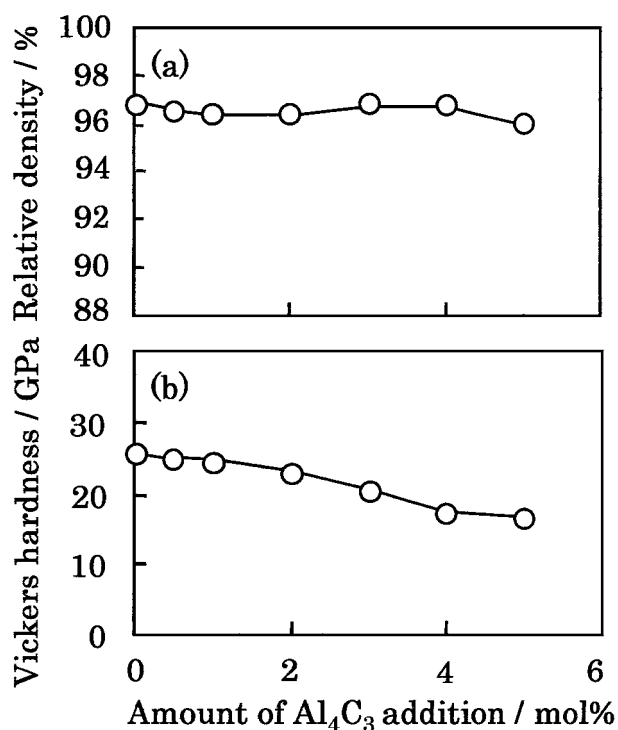 Relative density / %
100
98
96
94
92
90
88
(a)
Vickers hardness / GPa
40
30
20
10
0
(b)
0 2 4 6
Amount of Al₄C₃ addition / mol%